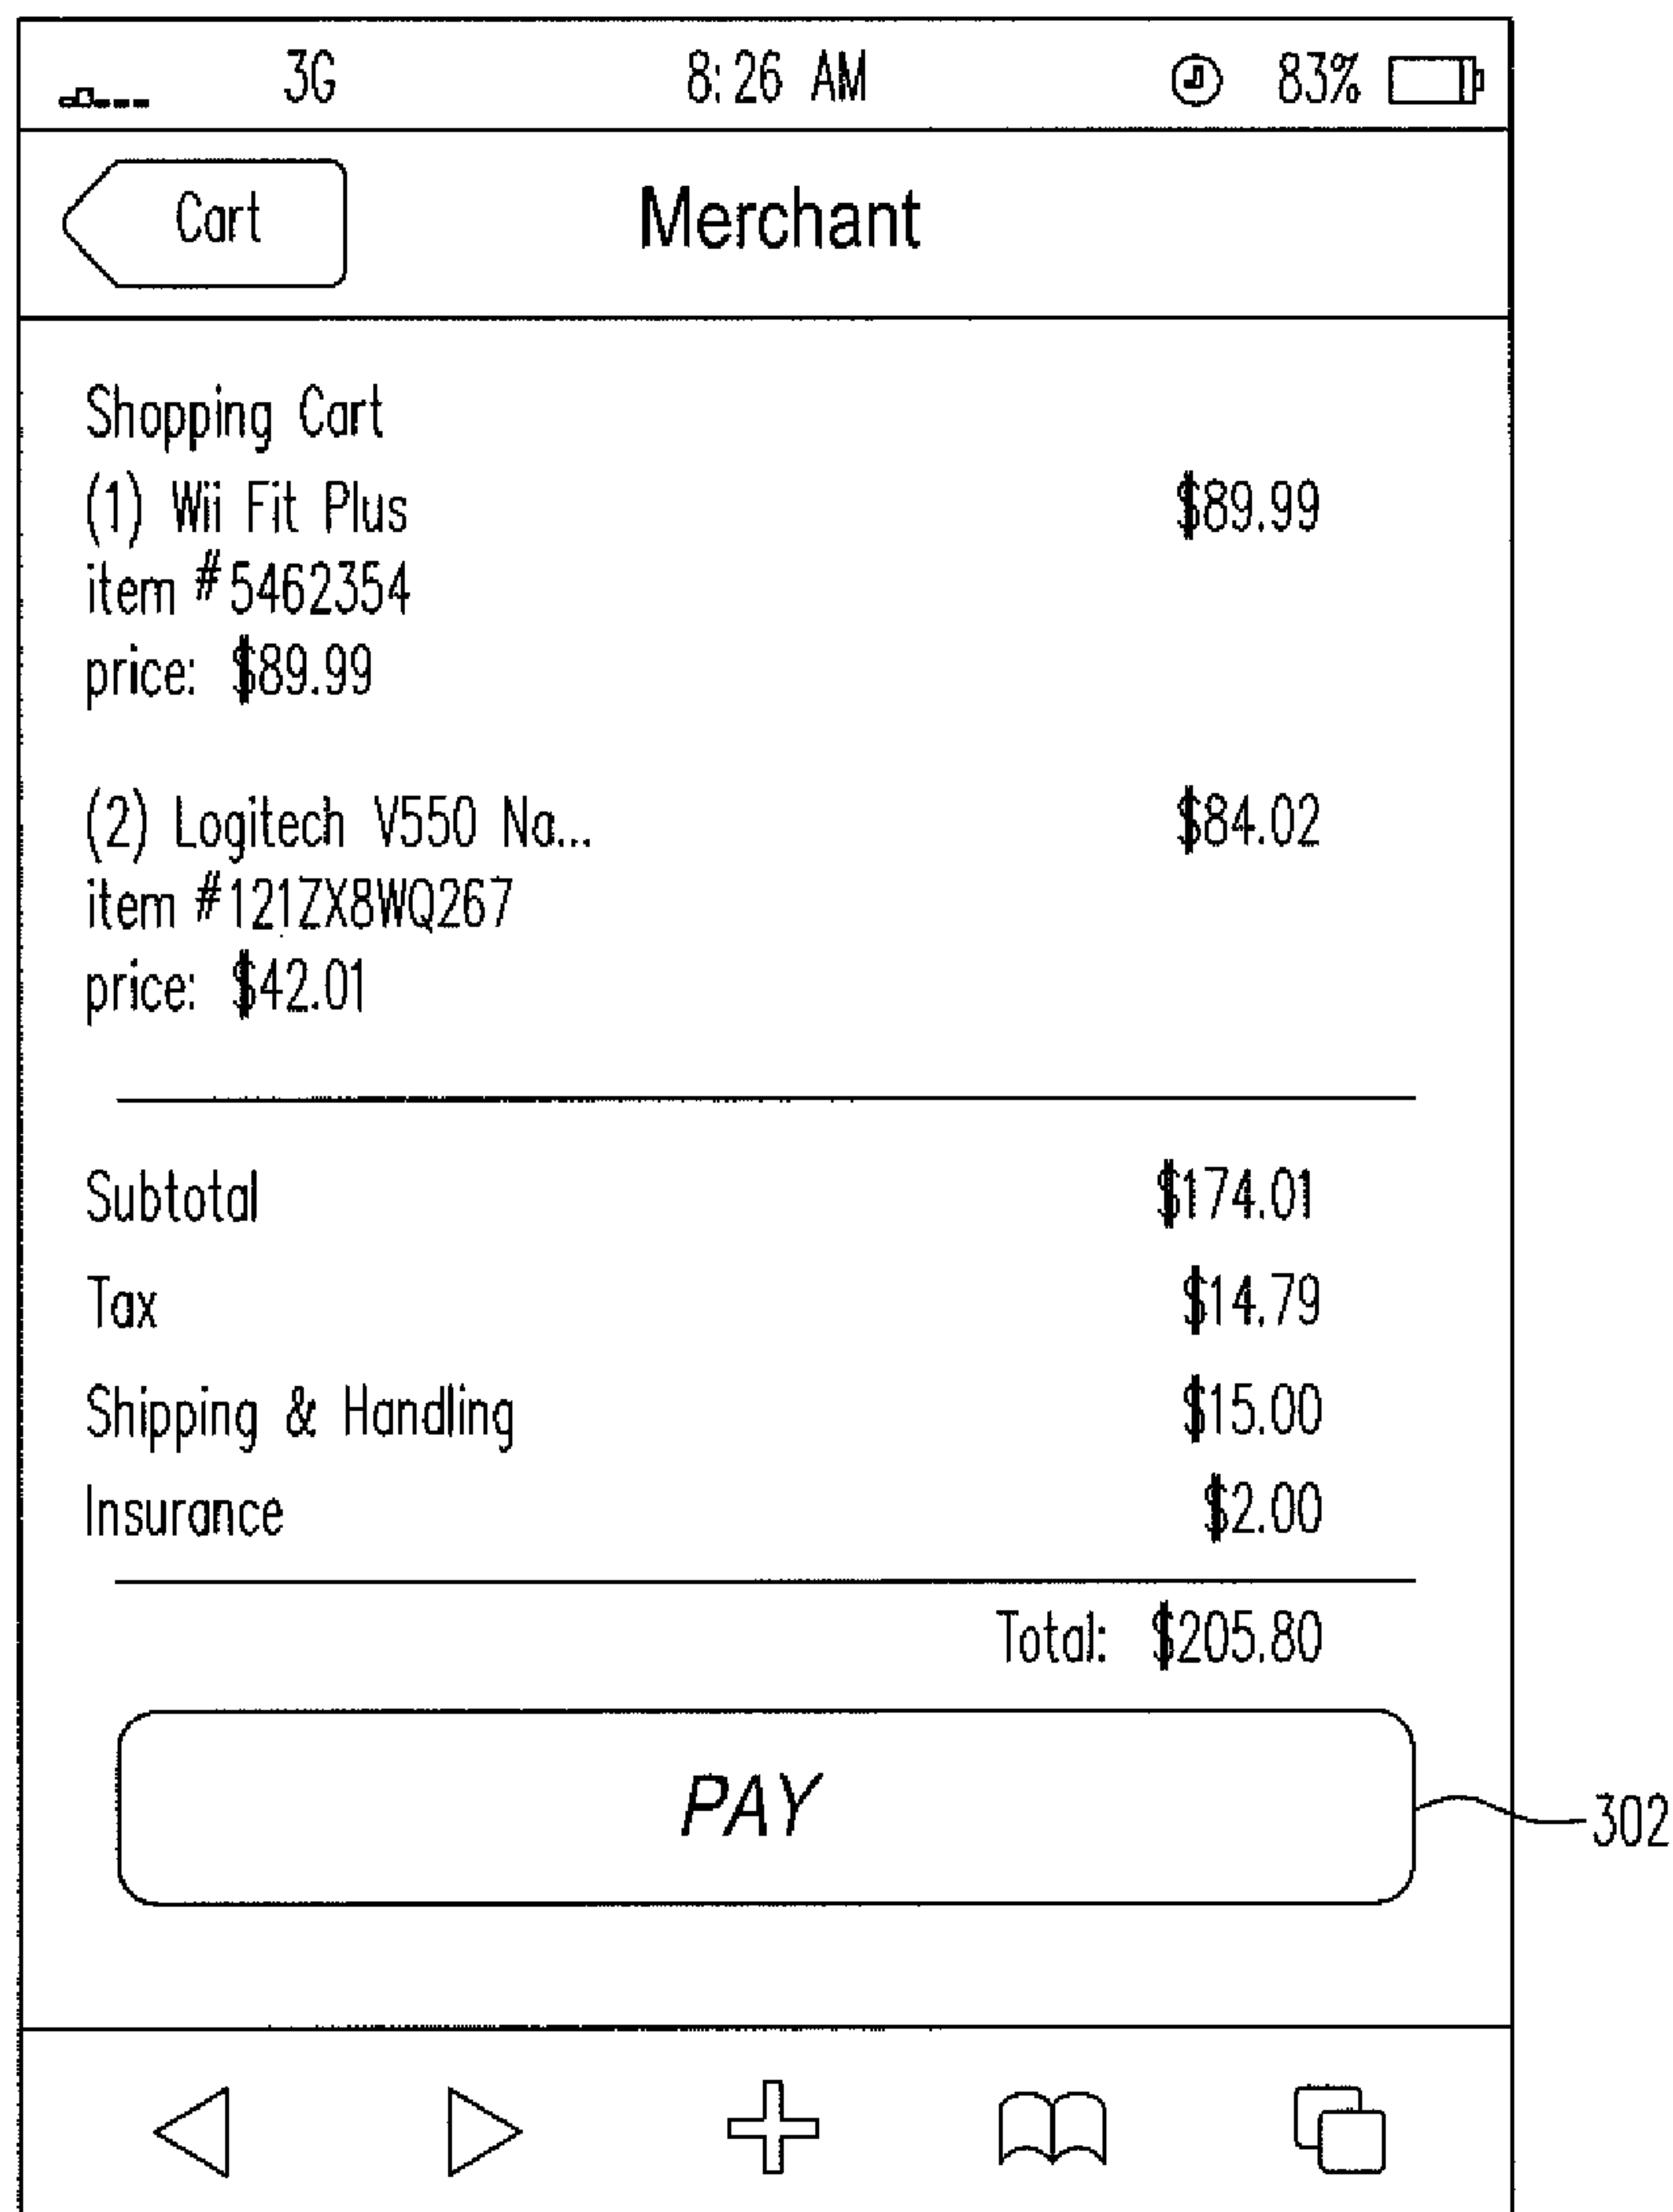 3G 8:26 AM 83%
Cart Merchant
Shopping Cart
(1) Wii Fit Plus $89.99
item #5462354
price: $89.99
(2) Logitech V550 Na... $84.02
item #121ZX8WQ267
price: $42.01
Subtotal $174.01
Tax $14.79
Shipping & Handling $15.00
Insurance $2.00
Total: $205.80
PAY
302